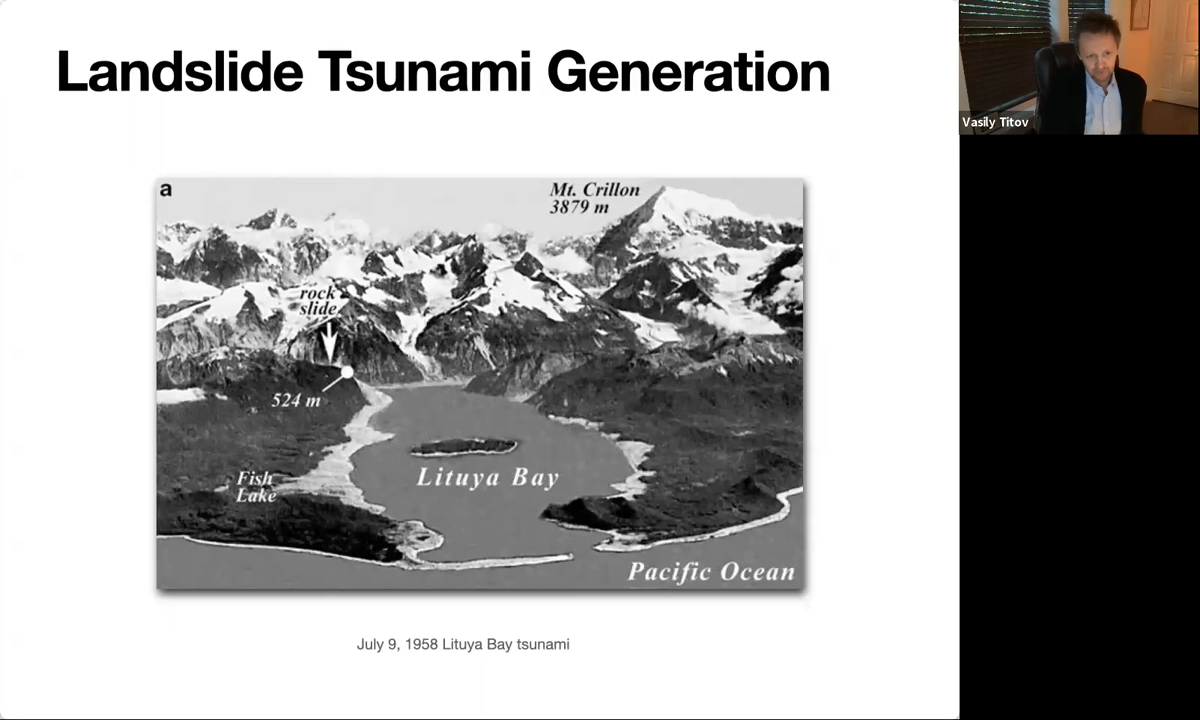 Landslide Tsunami Generation
Vasily Titov
a
Mt. Crillon
3879 m
rock
slide
524 m
Fish
Lake
Lituya Bay
Pacific Ocean
July 9, 1958 Lituya Bay tsunami